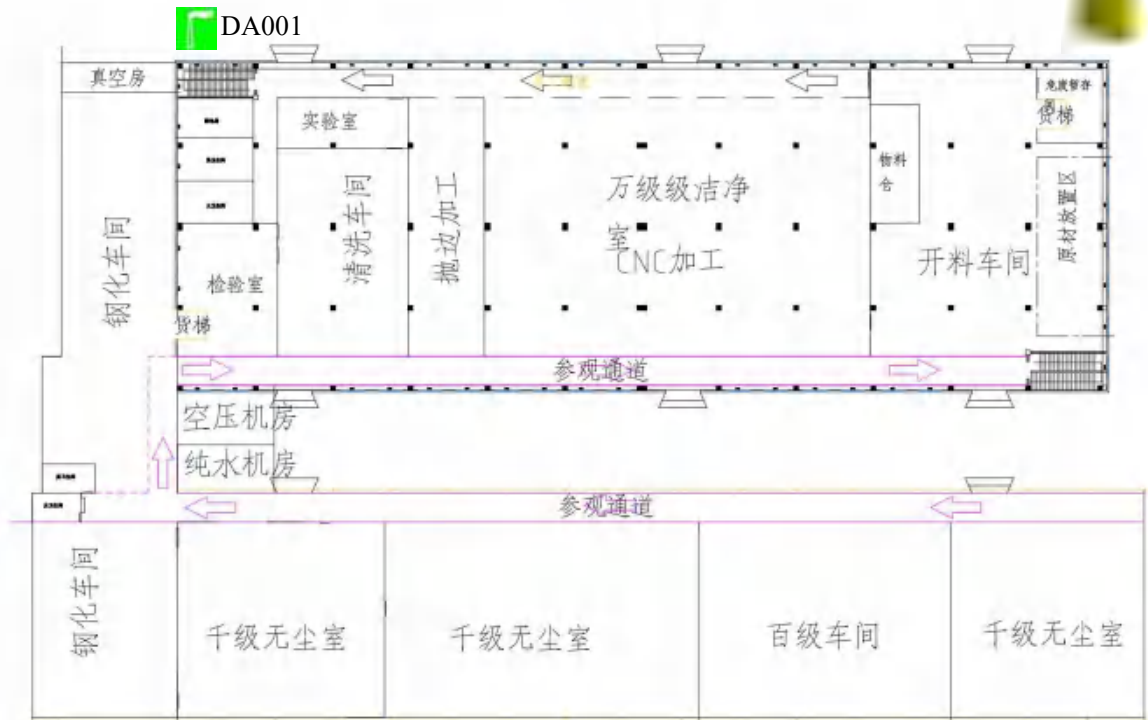 DA001
真空房
危废暂存间
货梯
实验室
物料仓
万级级洁净
室
CNC加工
清洗车间
抛边加工
原材放置区
开料车间
钢化车间
检验室
货梯
参观通道
空压机房
纯水机房
参观通道
钢化车间
千级无尘室
千级无尘室
百级车间
千级无尘室